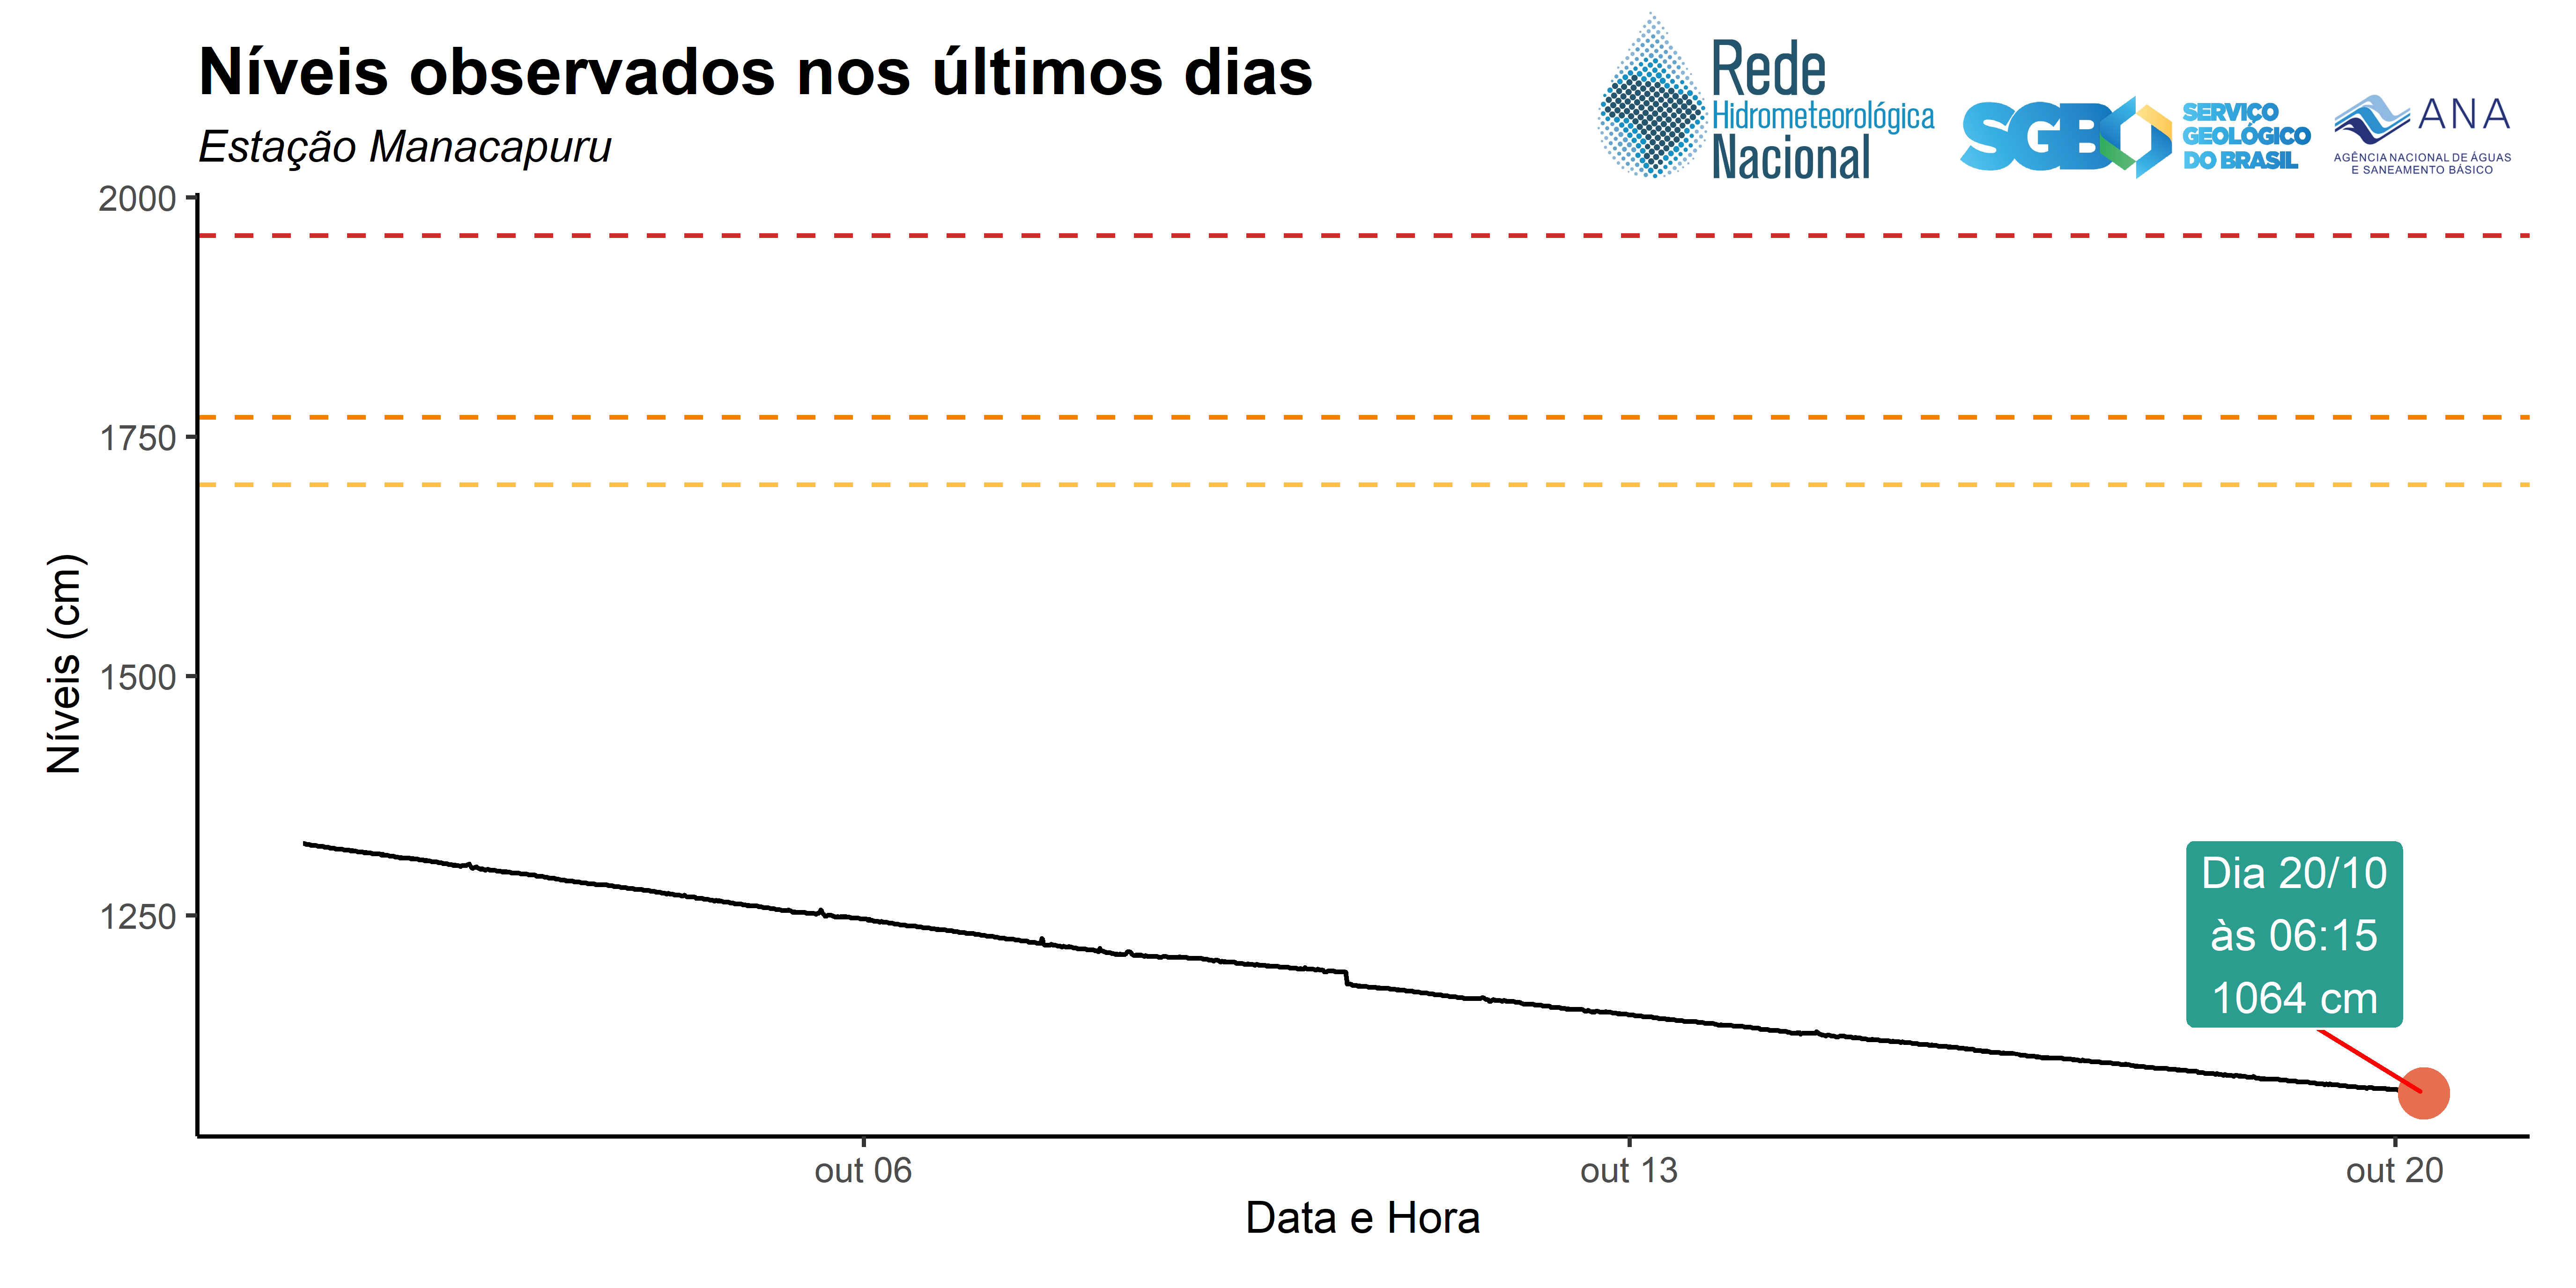 Níveis observados nos últimos dias
Estação Manacapuru
Rede
Hidrometeorológica
Nacional
SGB
SERVIÇO
GEOLÓGICO
DO BRASIL
ANA
AGÊNCIA NACIONAL DE ÁGUAS
E SANEAMENTO BÁSICO
2000
1750
1500
1250
Níveis (cm)
Dia 20/10
às 06:15
1064 cm
out 06
out 13
out 20
Data e Hora